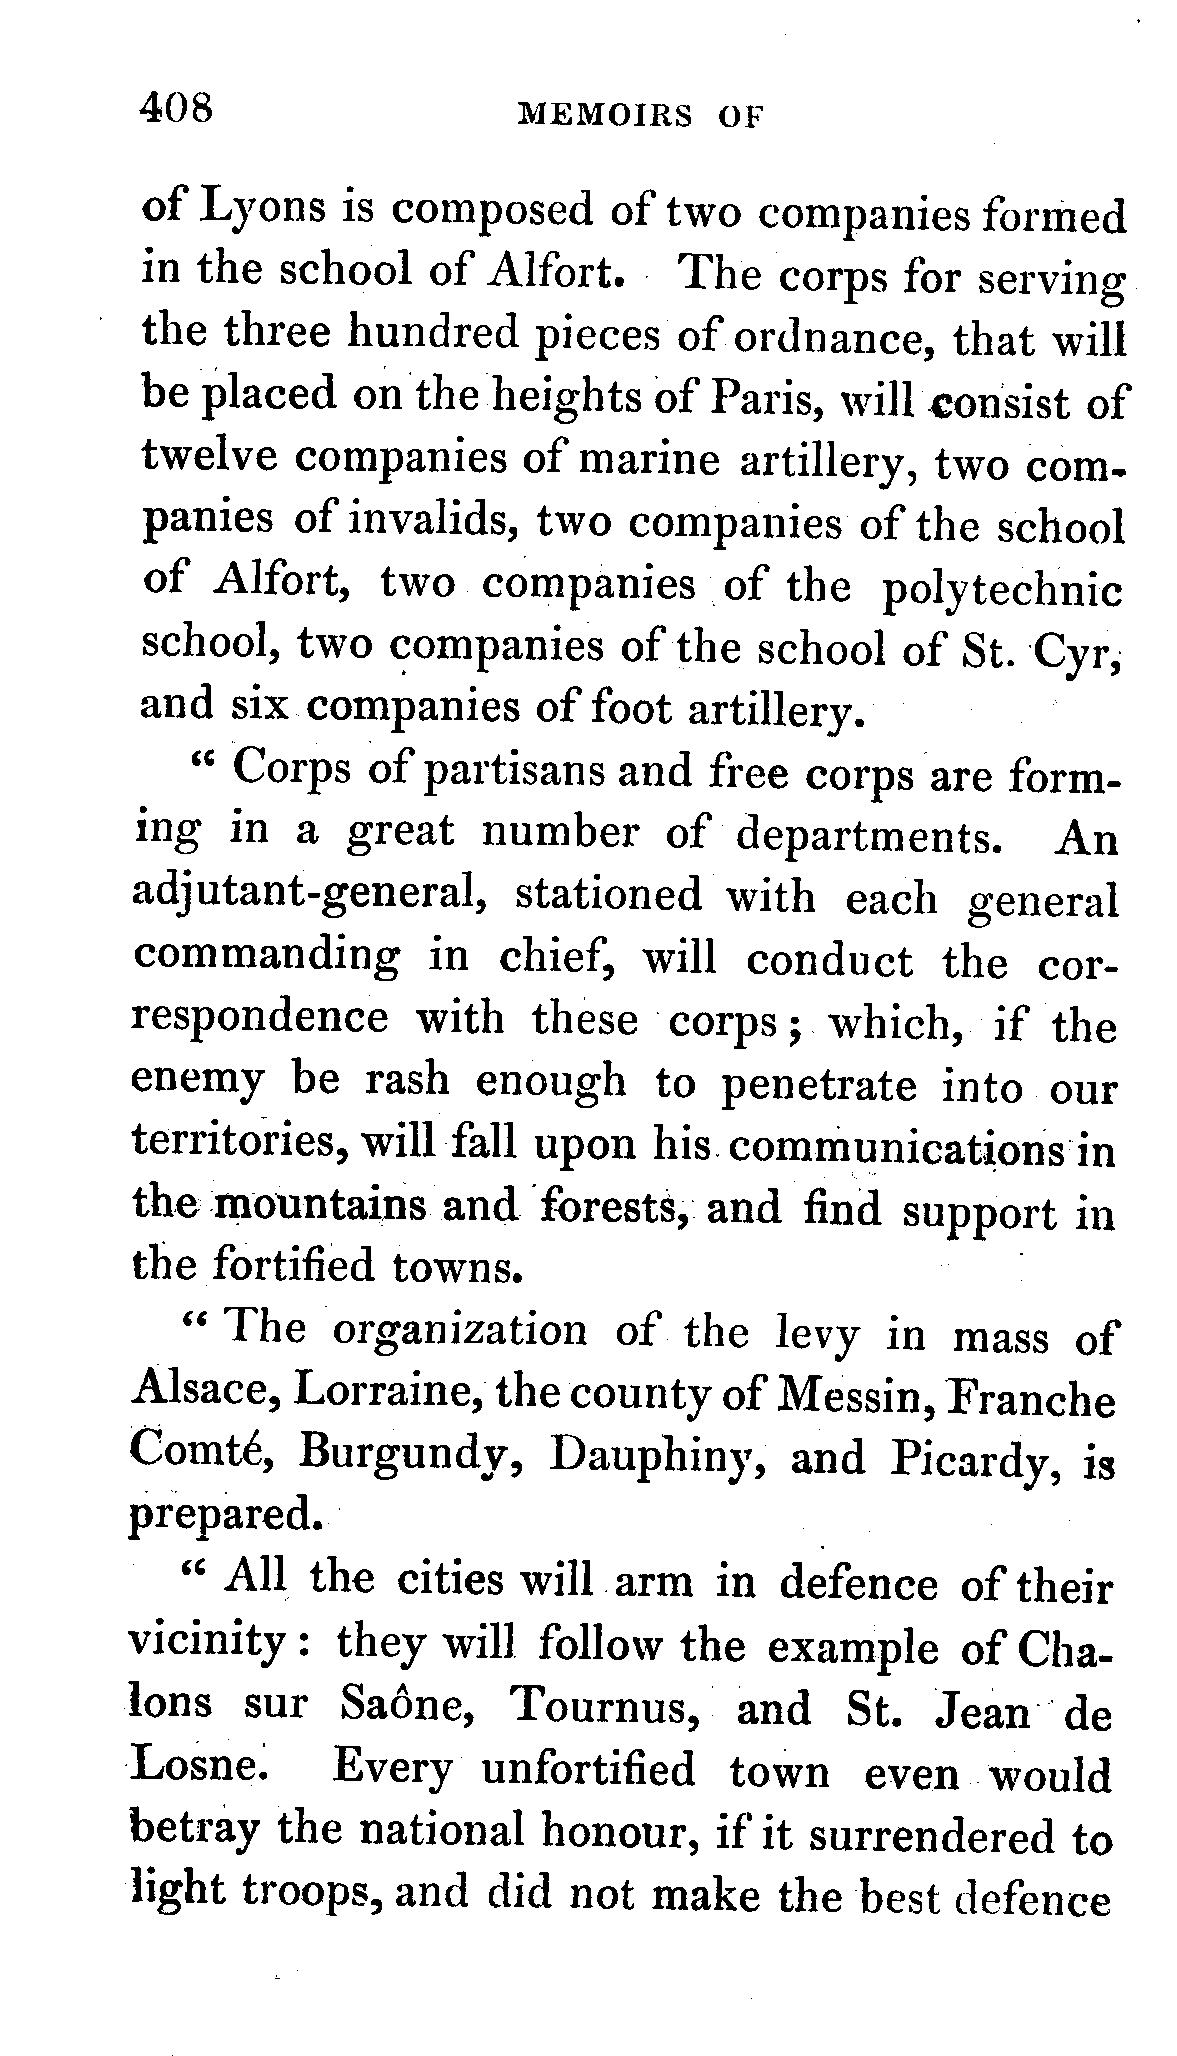 408 MEMOIRS OF
of Lyons is composed of two companies formed
in the school of Alfort. The corps for serving
the three hundred pieces of ordnance, that will
be placed on the heights of Paris, will consist of
twelve companies of marine artillery, two com-
panies of invalids, two companies of the school
of Alfort, two companies of the polytechnic
school, two companies of the school of St. Cyr,
and six companies of foot artillery.
“ Corps of partisans and free corps are form-
ing in a great number of departments. An
adjutant-general, stationed with each general
commanding in chief, will conduct the cor-
respondence with these corps ; which, if the
enemy be rash enough to penetrate into our
territories, will fall upon his communications in
the mountains and forests, and find support in
the fortified towns.
“ The organization of the levy in mass of
Alsace, Lorraine, the county of Messin, Franche
Comté, Burgundy, Dauphiny, and Picardy, is
prepared.
“ All the cities will arm in defence of their
vicinity : they will follow the example of Cha-
lons sur Saône, Tournus, and St. Jean de
Losne. Every unfortified town even would
betray the national honour, if it surrendered to
light troops, and did not make the best defence